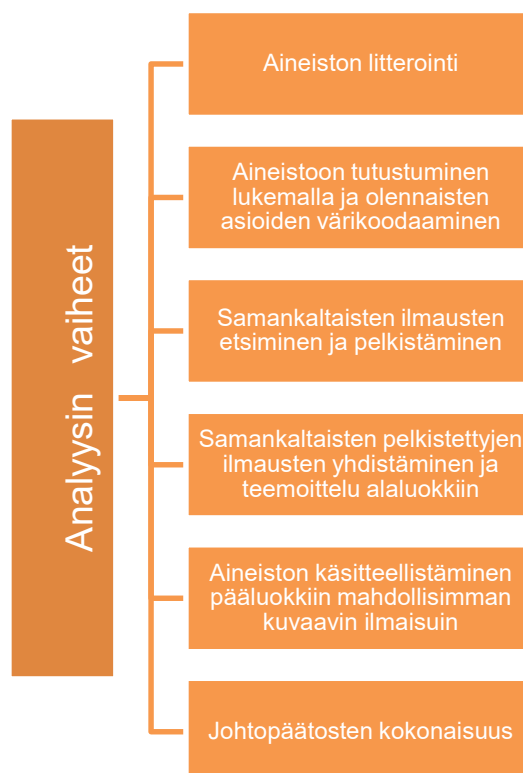 Analyysin vaiheet
Aineiston litterointi
Aineistoon tutustuminen
lukemalla ja olennaisten
asioiden värikoodaaminen
Samankaltaisten ilmausten
etsiminen ja pelkistäminen
Samankaltaisten pelkistettyjen
ilmausten yhdistäminen ja
teemoittelu alaluokkiin
Aineiston käsitteellistäminen
pääluokkiin mahdollisimman
kuvaavin ilmaisuin
Johtopäätosten kokonaisuus